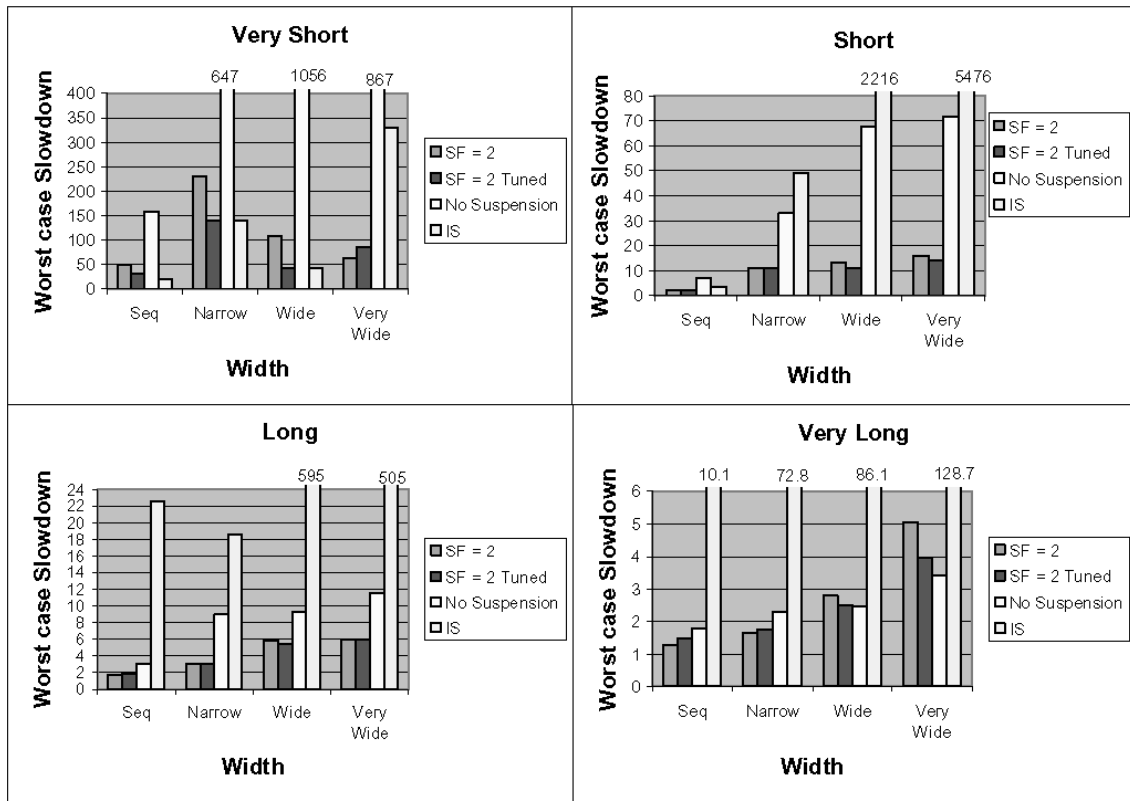 Very Short
647 1056 867
Worst case Slowdown
400
350
300
250
200
150
100
50
0
Seq Narrow Wide Very Wide
Width
SF = 2
SF = 2 Tuned
No Suspension
IS
Short
2216 5476
Worst case Slowdown
80
70
60
50
40
30
20
10
0
Seq Narrow Wide Very Wide
Width
SF = 2
SF = 2 Tuned
No Suspension
IS
Long
595 505
Worst case Slowdown
24
22
20
18
16
14
12
10
8
6
4
2
0
Seq Narrow Wide Very Wide
Width
SF = 2
SF = 2 Tuned
No Suspension
IS
Very Long
10.1 72.8 86.1 128.7
Worst case Slowdown
6
5
4
3
2
1
0
Seq Narrow Wide Very Wide
Width
SF = 2
SF = 2 Tuned
No Suspension
IS